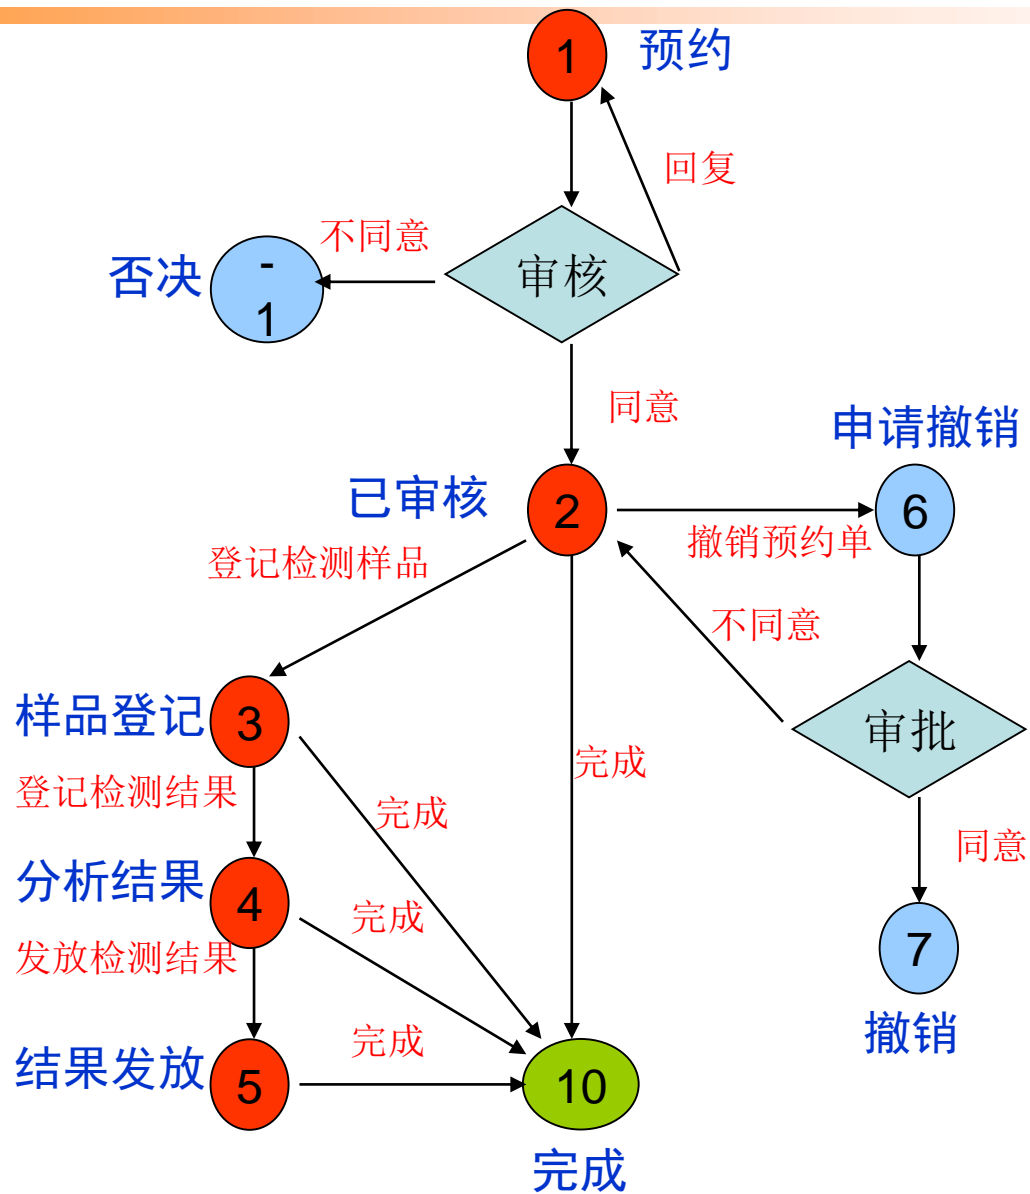 1
预约
回复
不同意
审核
否决
-
1
同意
申请撤销
已审核
2
6
撤销预约单
登记检测样品
不同意
样品登记
3
审批
完成
登记检测结果
完成
同意
分析结果
4
完成
发放检测结果
7
撤销
完成
结果发放
5
10
完成